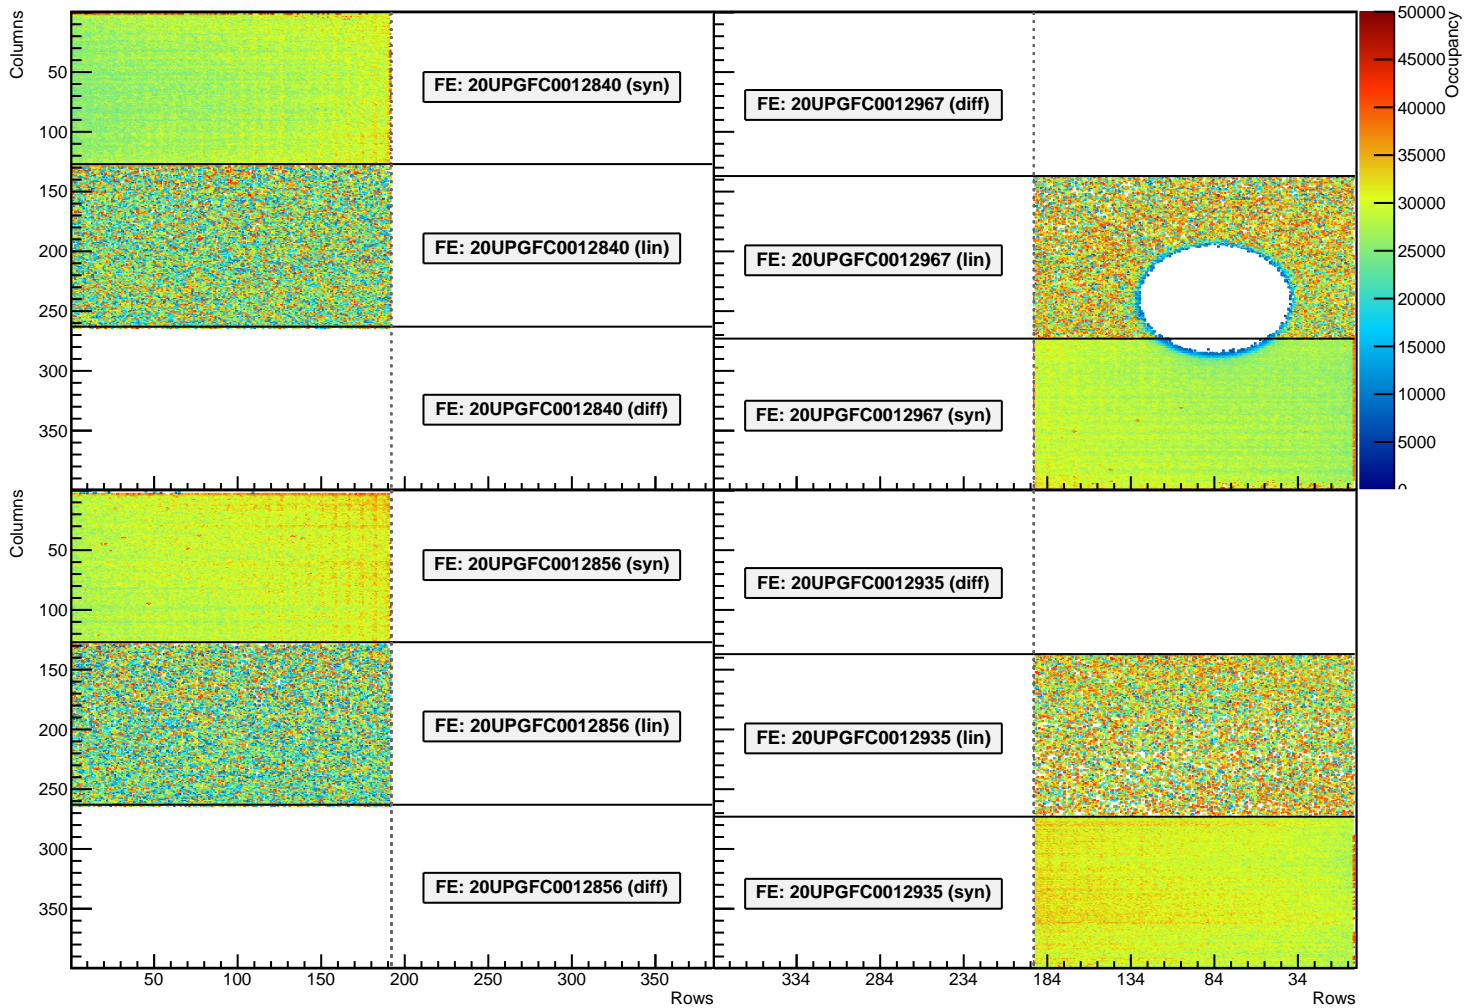 Columns
50
100
150
200
250
300
350
FE: 20UPGFC0012840 (syn)
FE: 20UPGFC0012840 (lin)
FE: 20UPGFC0012840 (diff)
FE: 20UPGFC0012967 (diff)
FE: 20UPGFC0012967 (lin)
FE: 20UPGFC0012967 (syn)
50000
45000
40000
35000
30000
25000
20000
15000
10000
5000
0
Occupancy
Columns
50
100
150
200
250
300
350
FE: 20UPGFC0012856 (syn)
FE: 20UPGFC0012856 (lin)
FE: 20UPGFC0012856 (diff)
FE: 20UPGFC0012935 (diff)
FE: 20UPGFC0012935 (lin)
FE: 20UPGFC0012935 (syn)
50 100 150 200 250 300 350
Rows
334 284 234 184 134 84 34
Rows